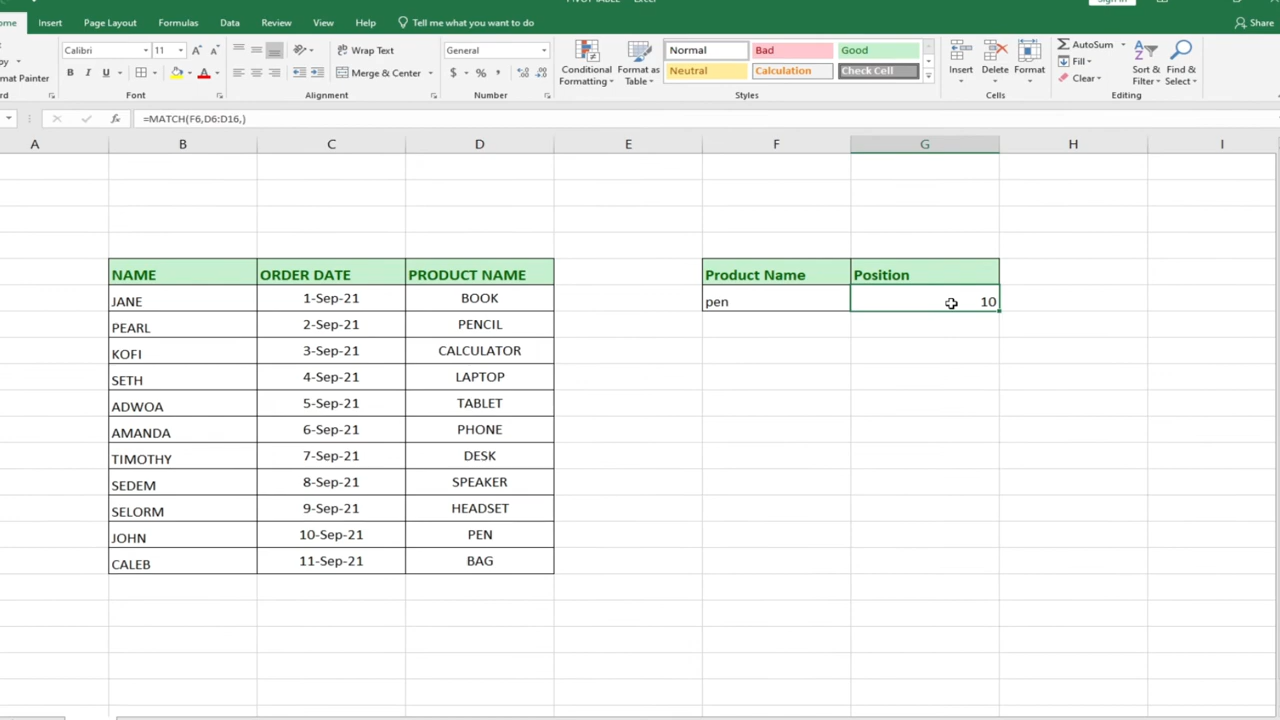 ome Insert Page Layout Formulas Data Review View Help Tell me what you want to do Share
Calibri 11 A A Wrap Text General Normal Bad Good AutoSum
ormat Painter B I U A Merge & Center $ % , Conditional Formatting Format as Table Neutral Calculation Check Cell Insert Delete Format Fill Clear Sort & Filter Find & Select
Font Alignment Number Styles Cells Editing
fx =MATCH(F6,D6:D16,)
A B C D E F G H I
NAME ORDER DATE PRODUCT NAME Product Name Position
JANE 1-Sep-21 BOOK pen 10
PEARL 2-Sep-21 PENCIL
KOFI 3-Sep-21 CALCULATOR
SETH 4-Sep-21 LAPTOP
ADWOA 5-Sep-21 TABLET
AMANDA 6-Sep-21 PHONE
TIMOTHY 7-Sep-21 DESK
SEDEM 8-Sep-21 SPEAKER
SELORM 9-Sep-21 HEADSET
JOHN 10-Sep-21 PEN
CALEB 11-Sep-21 BAG